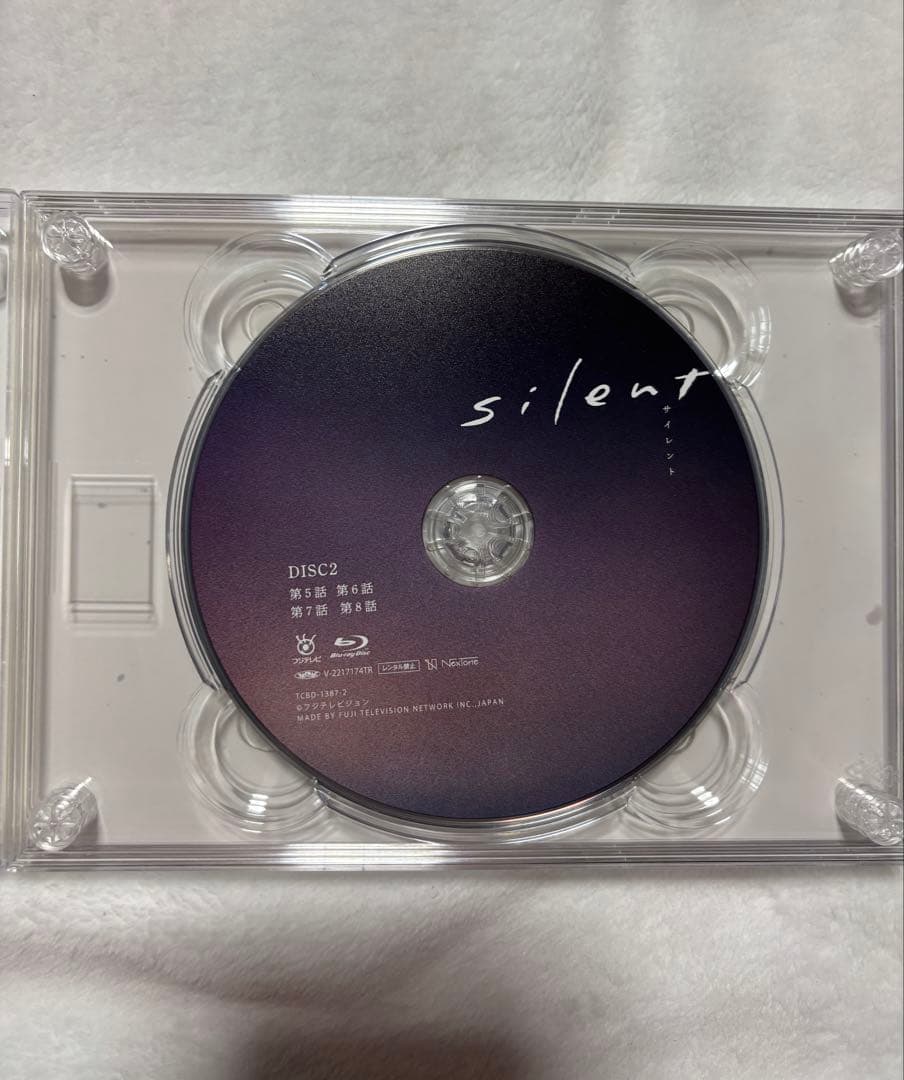 silent
サイレント
DISC2
第5話 第6話
第7話 第8話
フジテレビ Blu-ray Disc
V-2217174TR レンタル禁止 NexTone
TCBD-1387-2
©フジテレビジョン
MADE BY FUJI TELEVISION NETWORK INC.,JAPAN